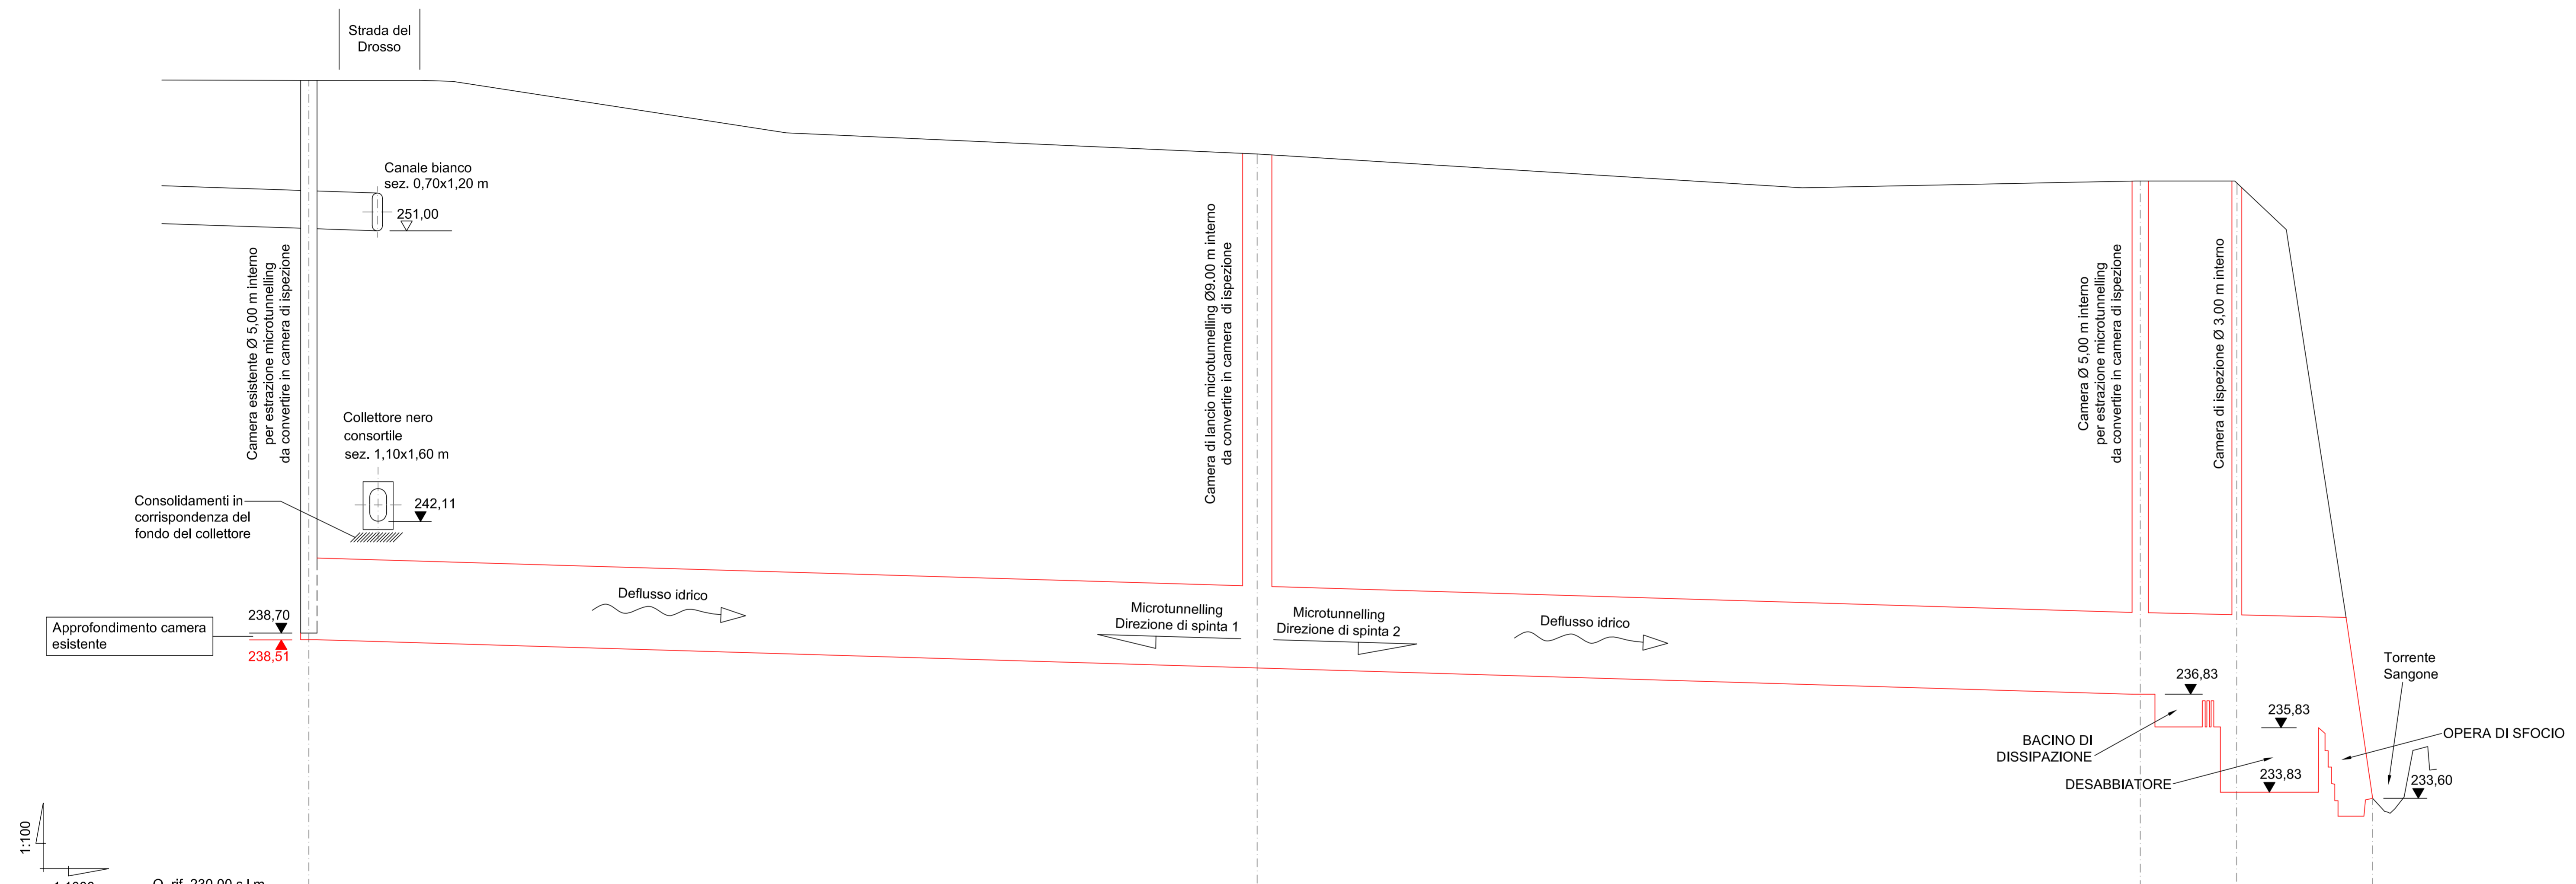 Strada del
Drosso
Canale bianco
sez. 0,70x1,20 m
251,00
Camera esistente Ø 5,00 m interno
per estrazione microtunnelling
da convertire in camera di ispezione
Collettore nero
consortile
sez. 1,10x1,60 m
242,11
Consolidamenti in
corrispondenza del
fondo del collettore
Camera di lancio microtunnelling Ø9.00 m interno
da convertire in camera di ispezione
Camera Ø 5,00 m interno
per estrazione microtunnelling
da convertire in camera di ispezione
Camera di ispezione Ø 3,00 m interno
Approfondimento camera
esistente
238,70
238,51
Deflusso idrico
Microtunnelling
Direzione di spinta 1
Microtunnelling
Direzione di spinta 2
Deflusso idrico
236,83
235,83
Torrente
Sangone
BACINO DI
DISSIPAZIONE
OPERA DI SFOCIO
DESABBIATORE
233,83
233,60
1:100